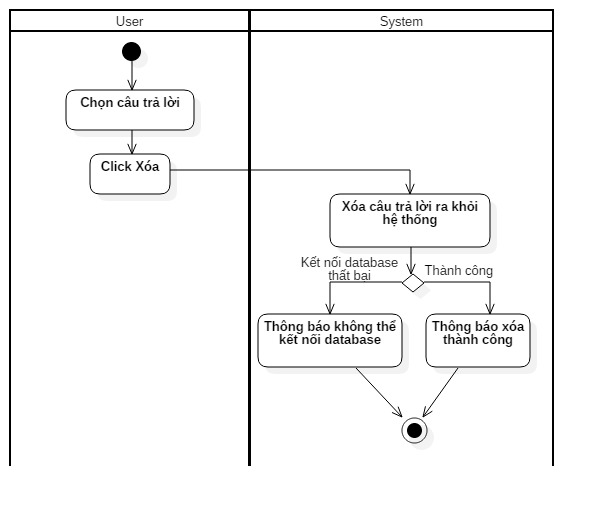 User
System
Chọn câu trả lời
Click Xóa
Xóa câu trả lời ra khỏi
hệ thống
Kết nối database
thất bại
Thành công
Thông báo không thể
kết nối database
Thông báo xóa
thành công